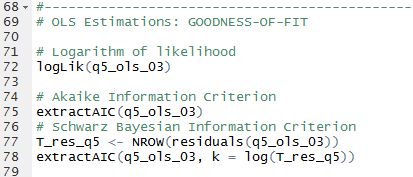 68 #-----------------------------------------------
69 # OLS Estimations: GOODNESS-OF-FIT
70
71 # Logarithm of likelihood
72 logLik(q5_ols_03)
73
74 # Akaike Information Criterion
75 extractAIC(q5_ols_03)
76 # Schwarz Bayesian Information Criterion
77 T_res_q5 <- NROW(residuals(q5_ols_03))
78 extractAIC(q5_ols_03, k = log(T_res_q5))
79